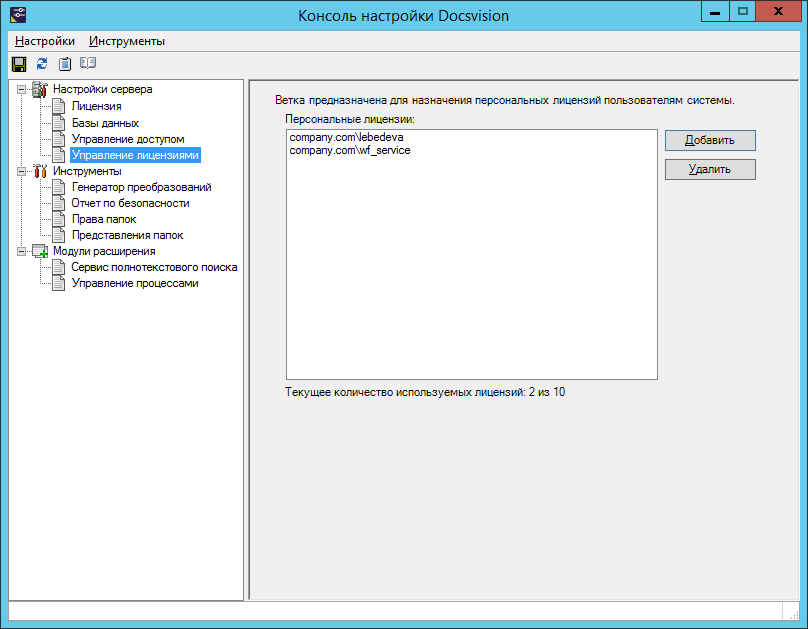 Консоль настройки Docsvision
Настройки Инструменты
Настройки сервера
Лицензия
Базы данных
Управление доступом
Управление лицензиями
Инструменты
Генератор преобразований
Отчет по безопасности
Права папок
Представления папок
Модули расширения
Сервис полнотекстового поиска
Управление процессами
Ветка предназначена для назначения персональных лицензий пользователям системы.
Персональные лицензии:
company.com\lebedeva
company.com\wf_service
Добавить
Удалить
Текущее количество используемых лицензий: 2 из 10